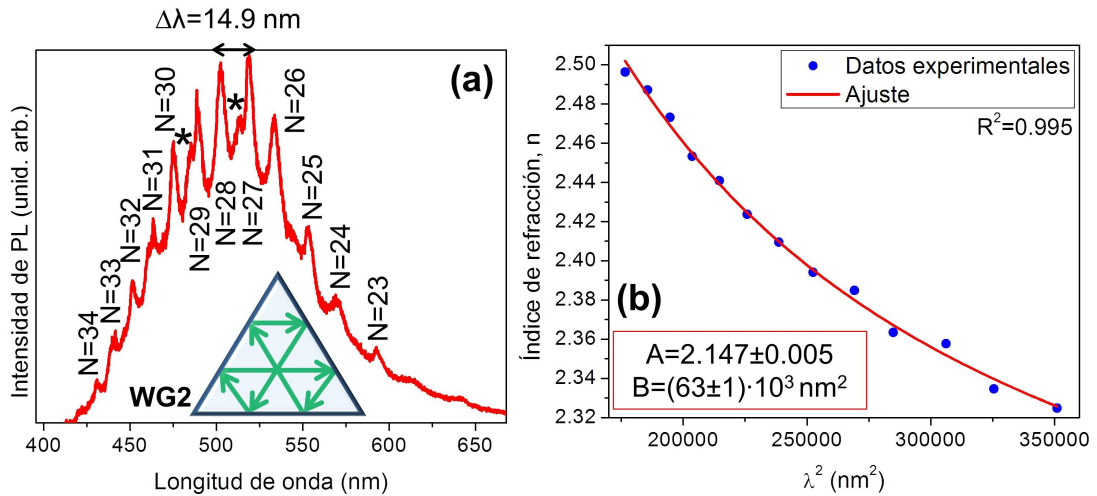 Δλ=14.9 nm
(a)
Intensidad de PL (unid. arb.)
N=34
N=33
N=32
N=31
N=30
*
N=29
N=28
*
N=27
N=26
N=25
N=24
N=23
WG2
400 450 500 550 600 650
Longitud de onda (nm)
Índice de refracción, n
2.50
2.48
2.46
2.44
2.42
2.40
2.38
2.36
2.34
2.32
Datos experimentales
Ajuste
R²=0.995
(b)
A=2.147±0.005
B=(63±1)·10³ nm²
200000 250000 300000 350000
λ² (nm²)